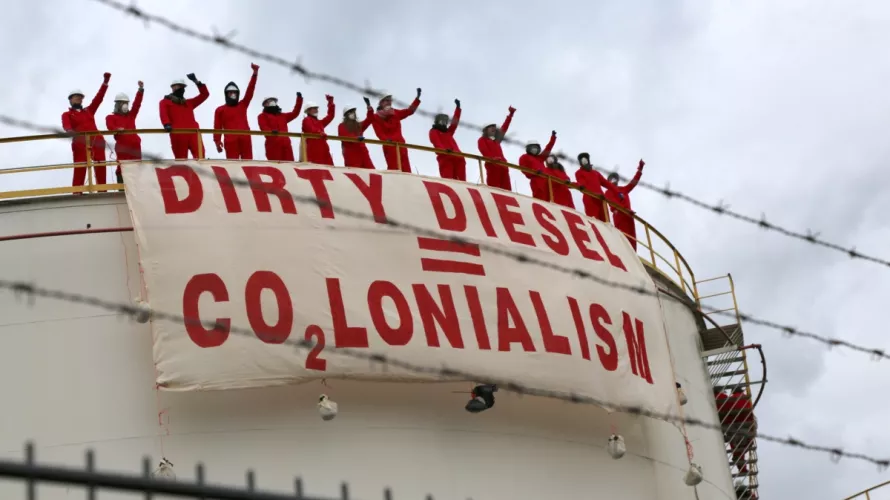 DIRTY DIESEL
=
CO₂LONIALISM